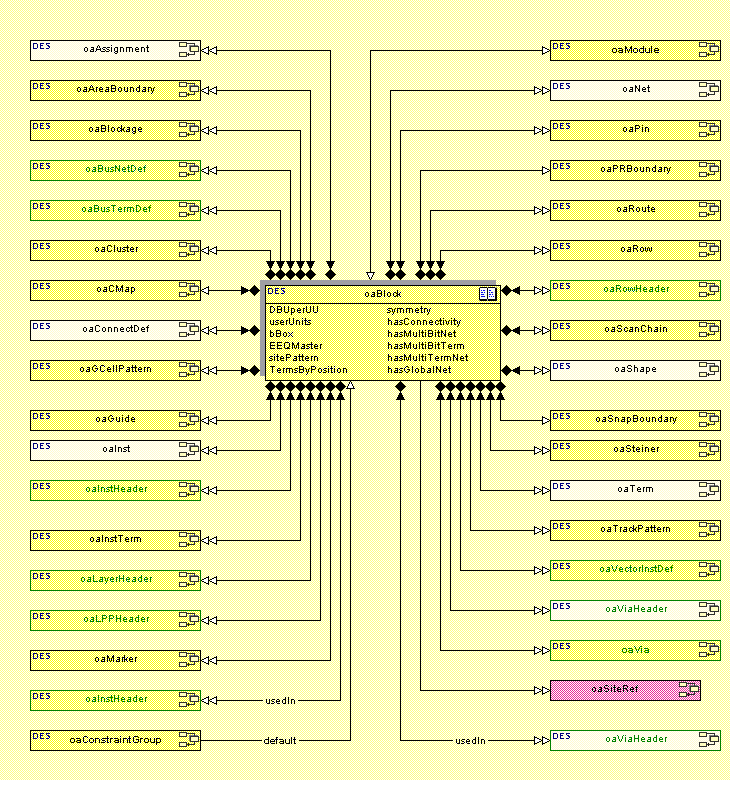 DES oaAssignment
DES oaModule
DES oaAreaBoundary
DES oaNet
DES oaBlockage
DES oaPin
DES oaBusNetDef
DES oaPRBoundary
DES oaBusTermDef
DES oaRoute
DES oaCluster
DES oaRow
DES oaCMap
DES oaRowHeader
DES oaConnectDef
DES oaScanChain
DES oaGCellPattern
DES oaShape
DES oaBlock
DBUperUU symmetry
userUnits hasConnectivity
bBox hasMultiBitNet
EEQMaster hasMultiBitTerm
sitePattern hasMultiTermNet
TermsByPosition hasGlobalNet
DES oaGuide
DES oaSnapBoundary
DES oaInst
DES oaSteiner
DES oaInstHeader
DES oaTerm
DES oaInstTerm
DES oaTrackPattern
DES oaLayerHeader
DES oaVectorInstDef
DES oaLPPHeader
DES oaViaHeader
DES oaMarker
DES oaVia
DES oaInstHeader
usedIn
DES oaSiteRef
DES oaConstraintGroup
default
usedIn
DES oaViaHeader